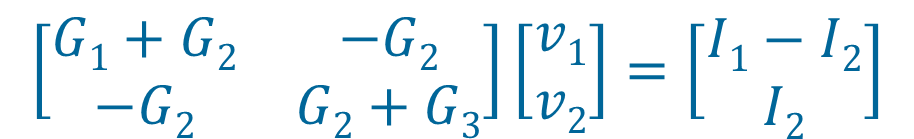 [G₁ + G₂  −G₂] [v₁] = [I₁ − I₂]
[−G₂  G₂ + G₃] [v₂]   [I₂]